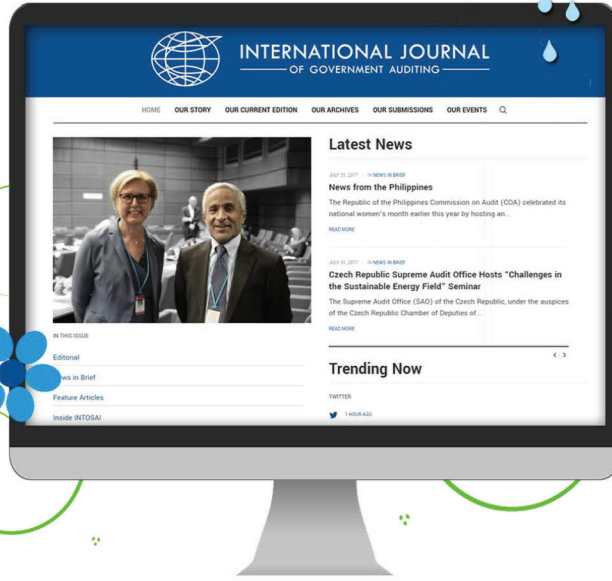 INTERNATIONAL JOURNAL
OF GOVERNMENT AUDITING
HOME OUR STORY OUR CURRENT EDITION OUR ARCHIVES OUR SUBMISSIONS OUR EVENTS
Latest News
JULY 31, 2017 IN NEWS IN BRIEF
News from the Philippines
The Republic of the Philippines Commission on Audit (COA) celebrated its
national women's month earlier this year by hosting an...
READ MORE
JULY 31, 2017 IN NEWS IN BRIEF
Czech Republic Supreme Audit Office Hosts "Challenges in
the Sustainable Energy Field" Seminar
The Supreme Audit Office (SAO) of the Czech Republic, under the auspices
of the Czech Republic Chamber of Deputies of...
READ MORE
IN THIS ISSUE
Editorial
News in Brief
Feature Articles
Inside INTOSAI
Trending Now
TWITTER
1 HOUR AGO